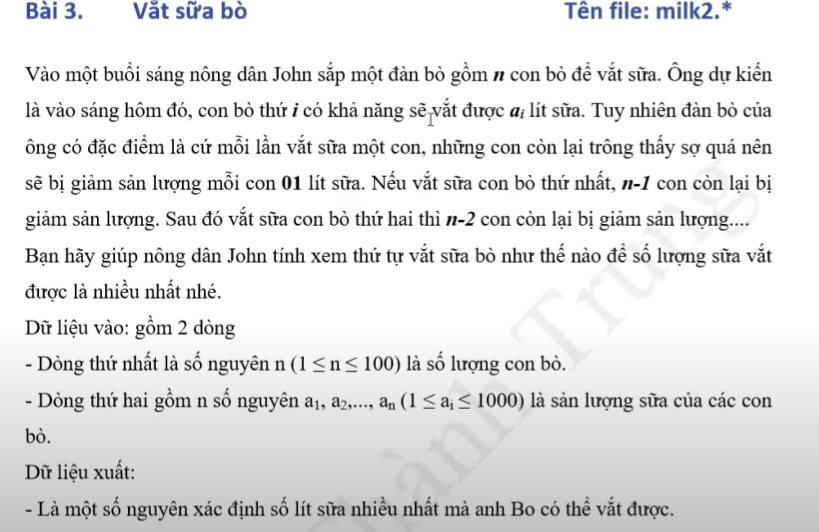 Bài 3. Vắt sữa bò Tên file: milk2.*
Vào một buổi sáng nông dân John sắp một đàn bò gồm n con bò để vắt sữa. Ông dự kiến
là vào sáng hôm đó, con bò thứ i có khả năng sẽ vắt được aᵢ lít sữa. Tuy nhiên đàn bò của
ông có đặc điểm là cứ mỗi lần vắt sữa một con, những con còn lại trông thấy sợ quá nên
sẽ bị giảm sản lượng mỗi con 01 lít sữa. Nếu vắt sữa con bò thứ nhất, n-1 con còn lại bị
giảm sản lượng. Sau đó vắt sữa con bò thứ hai thì n-2 con còn lại bị giảm sản lượng....
Bạn hãy giúp nông dân John tính xem thứ tự vắt sữa bò như thế nào để số lượng sữa vắt
được là nhiều nhất nhé.
Dữ liệu vào: gồm 2 dòng
- Dòng thứ nhất là số nguyên n (1 ≤ n ≤ 100) là số lượng con bò.
- Dòng thứ hai gồm n số nguyên a₁, a₂,..., aₙ (1 ≤ aᵢ ≤ 1000) là sản lượng sữa của các con
bò.
Dữ liệu xuất:
- Là một số nguyên xác định số lít sữa nhiều nhất mà anh Bo có thể vắt được.
Thành Trung